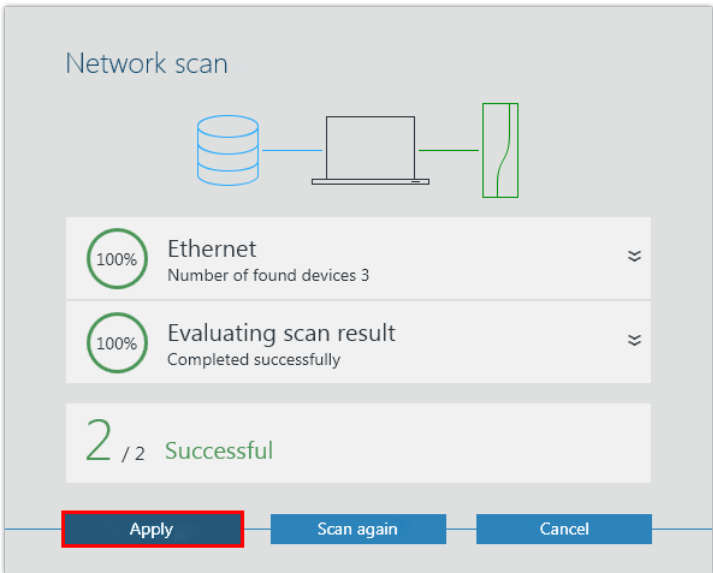 Network scan
100%
Ethernet
Number of found devices 3
100%
Evaluating scan result
Completed successfully
2 / 2 Successful
Apply
Scan again
Cancel